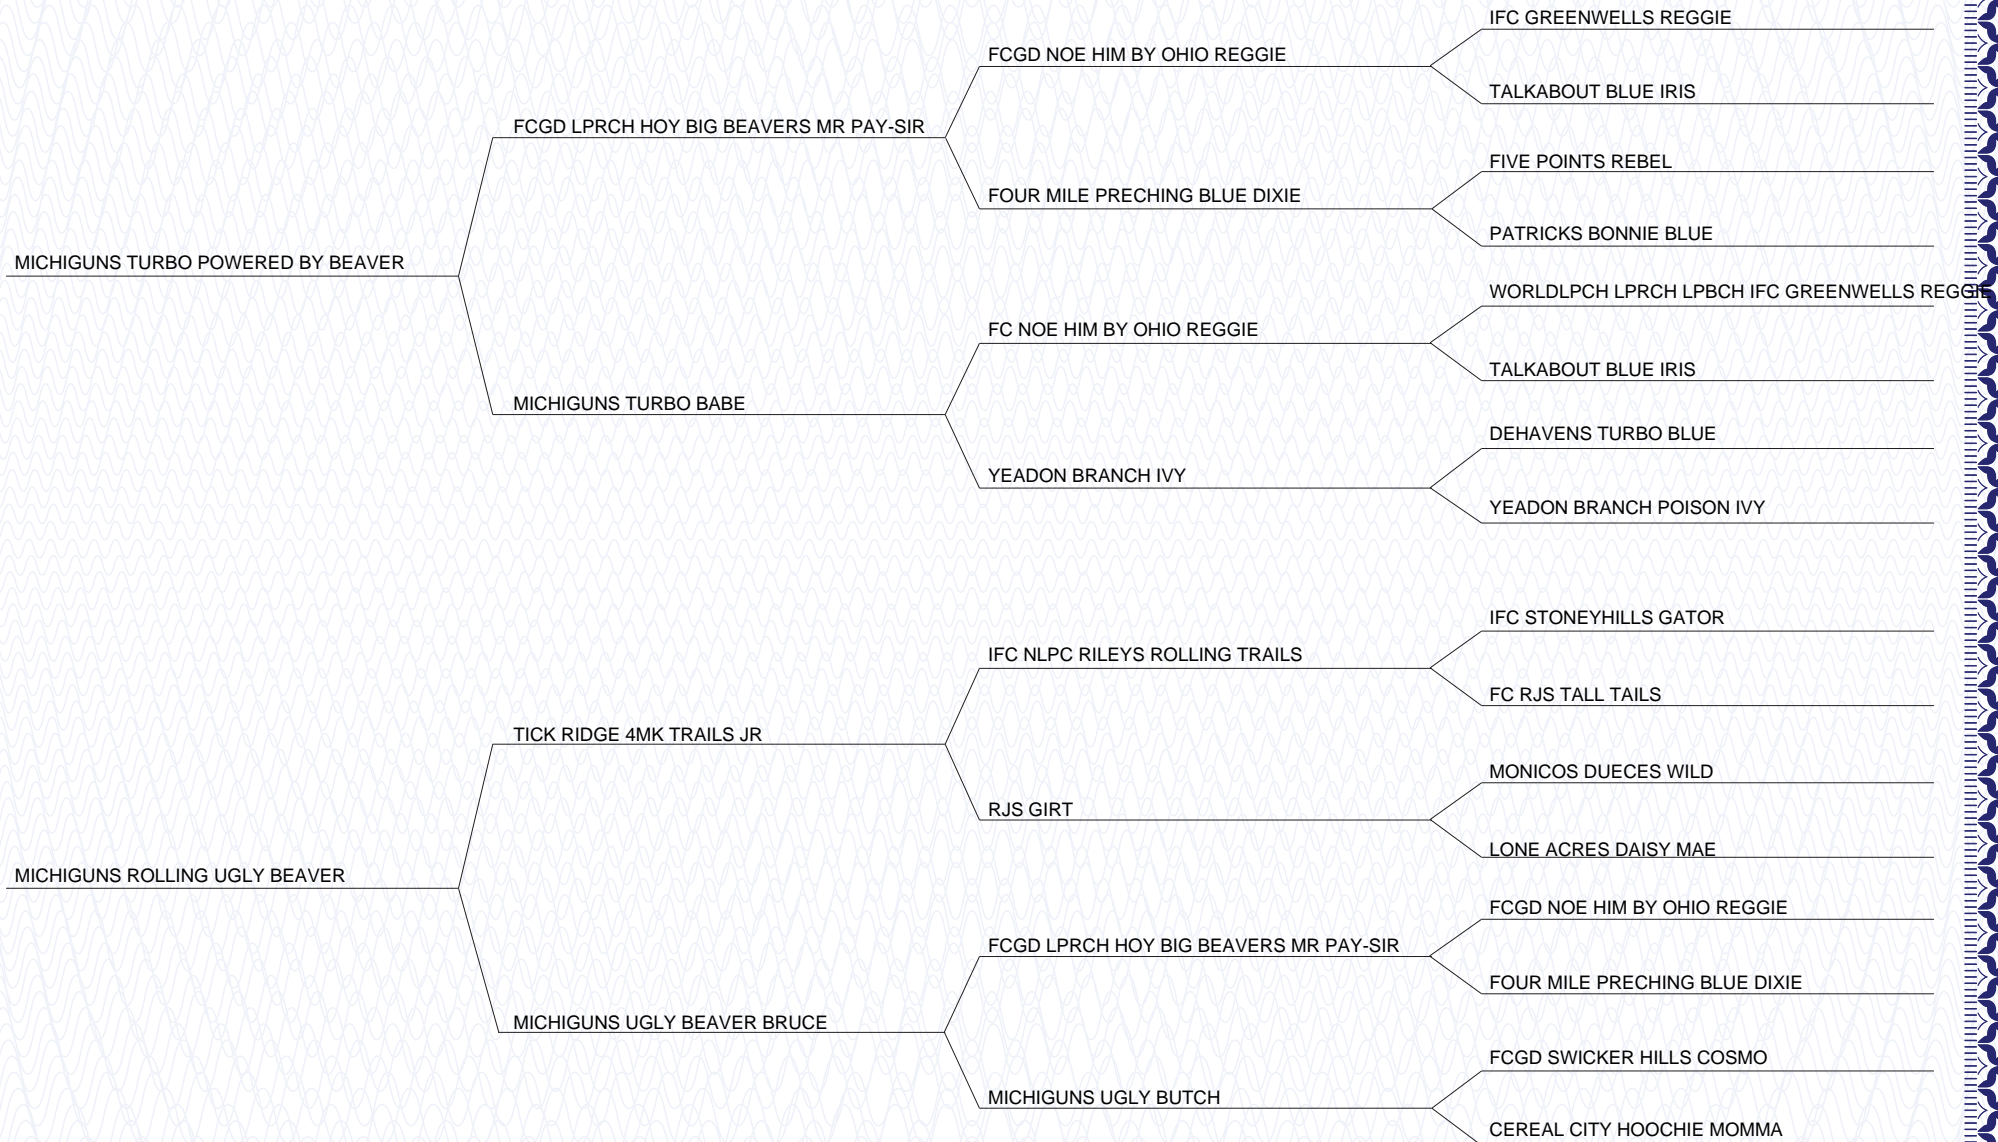 IFC GREENWELLS REGGIE
FCGD NOE HIM BY OHIO REGGIE
TALKABOUT BLUE IRIS
FCGD LPRCH HOY BIG BEAVERS MR PAY-SIR
FIVE POINTS REBEL
FOUR MILE PRECHING BLUE DIXIE
PATRICKS BONNIE BLUE
MICHIGUNS TURBO POWERED BY BEAVER
WORLDLPCH LPRCH LPBCH IFC GREENWELLS REGGIE
FC NOE HIM BY OHIO REGGIE
TALKABOUT BLUE IRIS
MICHIGUNS TURBO BABE
DEHAVENS TURBO BLUE
YEADON BRANCH IVY
YEADON BRANCH POISON IVY
IFC STONEYHILLS GATOR
IFC NLPC RILEYS ROLLING TRAILS
FC RJS TALL TAILS
TICK RIDGE 4MK TRAILS JR
MONICOS DUECES WILD
RJS GIRT
LONE ACRES DAISY MAE
MICHIGUNS ROLLING UGLY BEAVER
FCGD NOE HIM BY OHIO REGGIE
FCGD LPRCH HOY BIG BEAVERS MR PAY-SIR
FOUR MILE PRECHING BLUE DIXIE
MICHIGUNS UGLY BEAVER BRUCE
FCGD SWICKER HILLS COSMO
MICHIGUNS UGLY BUTCH
CEREAL CITY HOOCHIE MOMMA